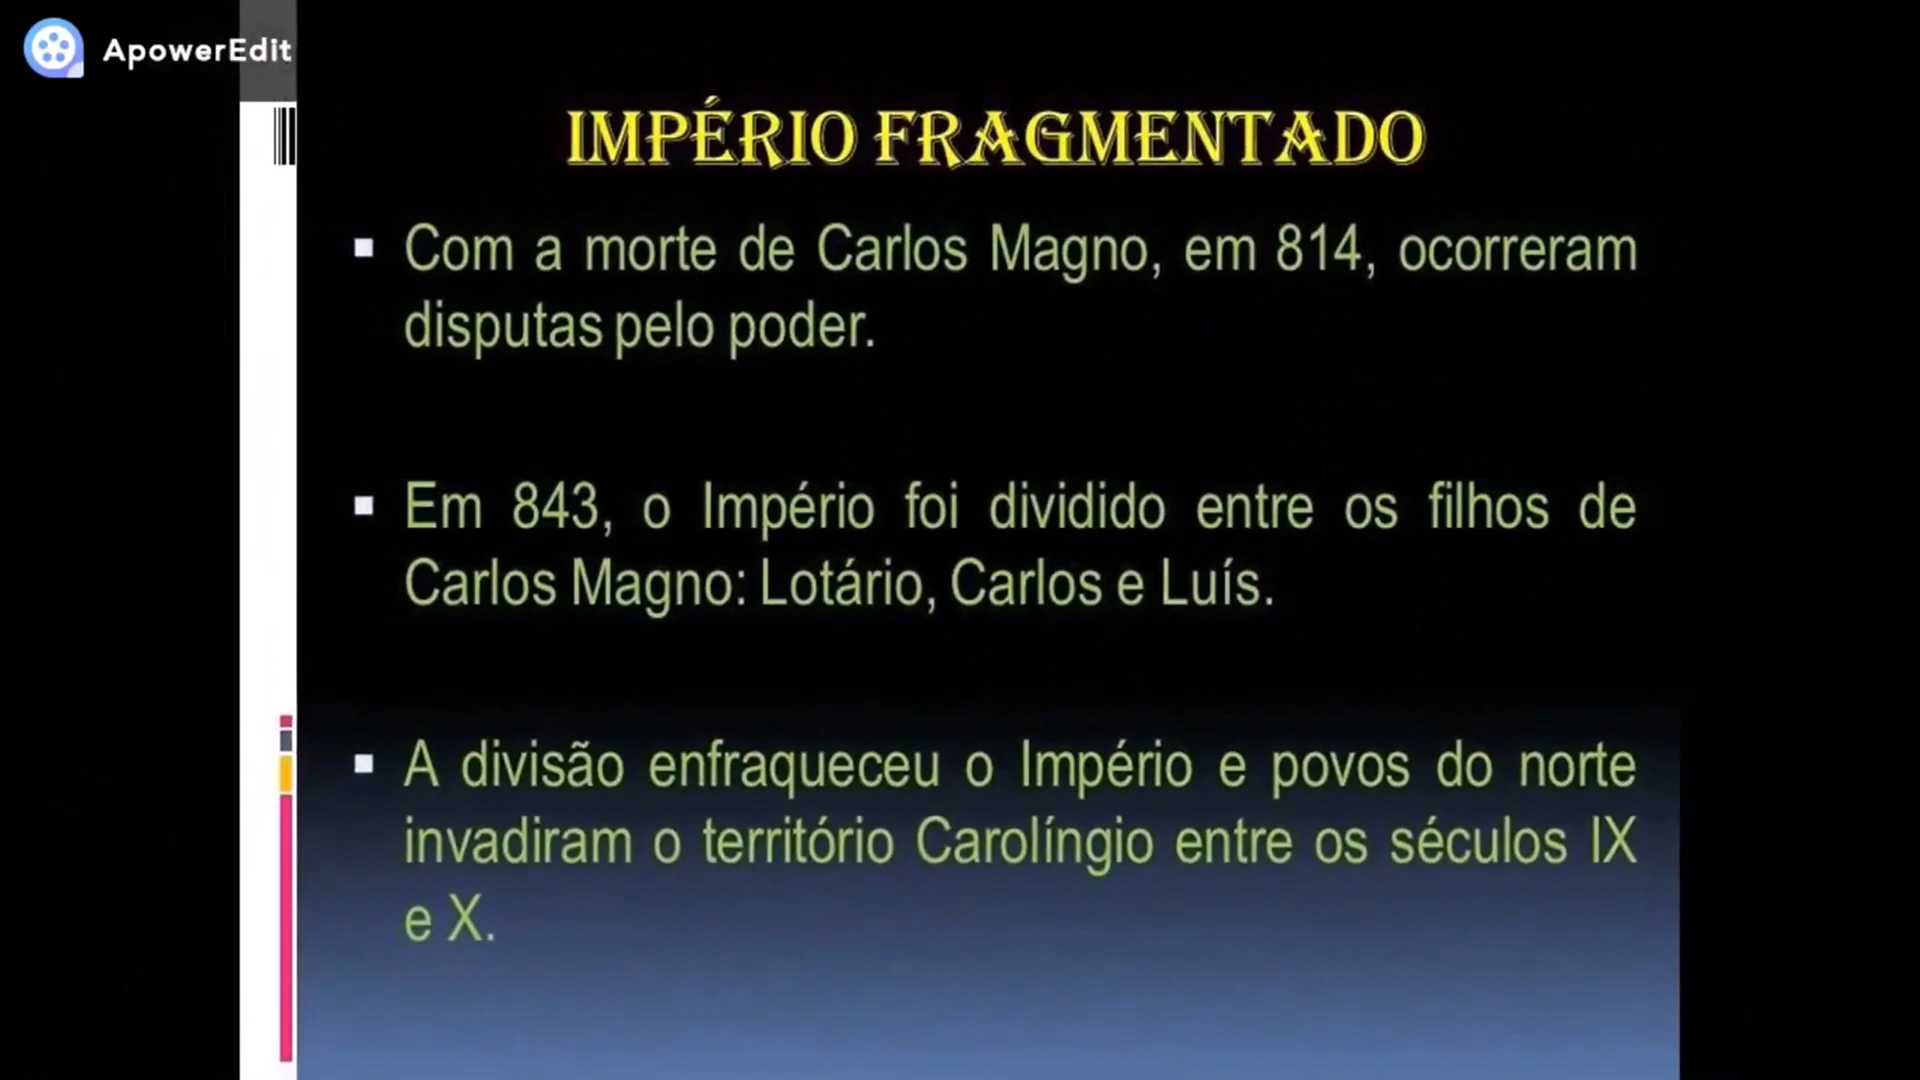 ApowerEdit
IMPÉRIO FRAGMENTADO
▪ Com a morte de Carlos Magno, em 814, ocorreram
disputas pelo poder.
▪ Em 843, o Império foi dividido entre os filhos de
Carlos Magno: Lotário, Carlos e Luís.
▪ A divisão enfraqueceu o Império e povos do norte
invadiram o território Carolíngio entre os séculos IX
e X.